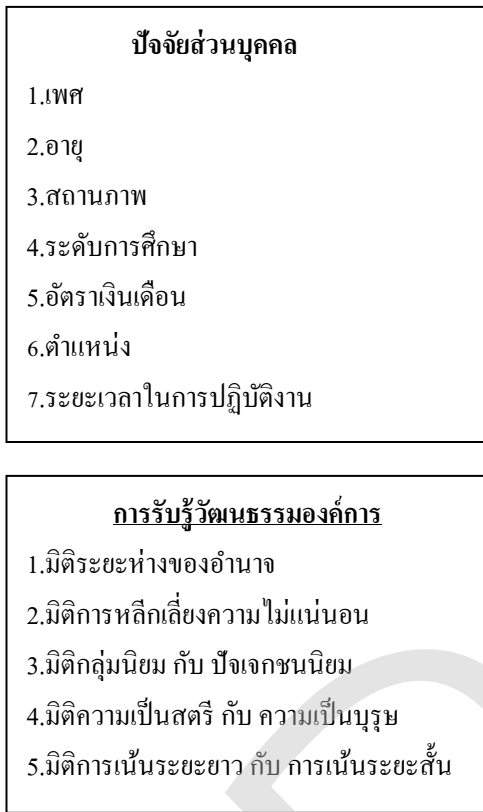 ปัจจัยส่วนบุคคล
1.เพศ
2.อายุ
3.สถานภาพ
4.ระดับการศึกษา
5.อัตราเงินเดือน
6.ตำแหน่ง
7.ระยะเวลาในการปฏิบัติงาน
การรับรู้วัฒนธรรมองค์การ
1.มิติระยะห่างของอำนาจ
2.มิติการหลีกเลี่ยงความไม่แน่นอน
3.มิติกลุ่มนิยม กับ ปัจเจกชนนิยม
4.มิติความเป็นสตรี กับ ความเป็นบุรุษ
5.มิติการเน้นระยะยาว กับ การเน้นระยะสั้น